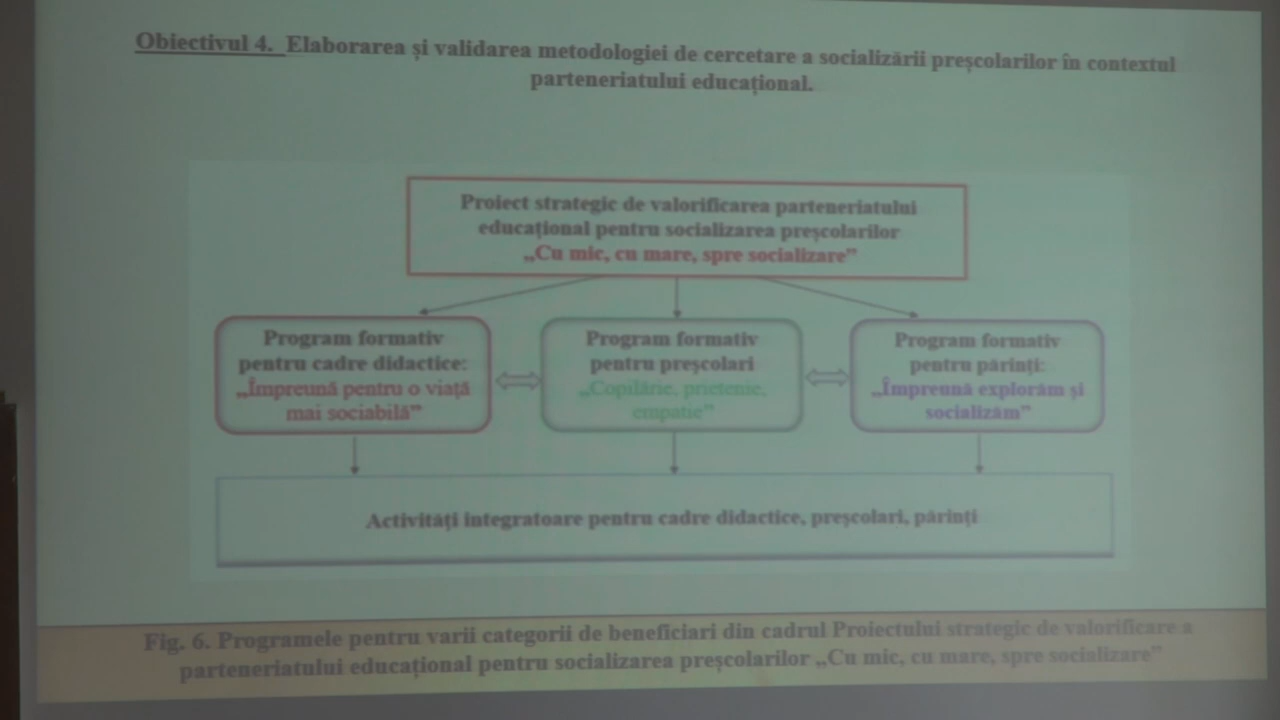 Obiectivul 4. Elaborarea și validarea metodologiei de cercetare a socializării preșcolarilor în contextul
parteneriatului educațional.
Proiect strategic de valorificarea parteneriatului
educațional pentru socializarea preșcolarilor
„Cu mic, cu mare, spre socializare”
Program formativ
pentru cadre didactice:
„Împreună pentru o viață
mai sociabilă”
Program formativ
pentru preșcolari
„Copilărie, prietenie,
empatie”
Program formativ
pentru părinți:
„Împreună explorăm și
socializăm”
Activități integratoare pentru cadre didactice, preșcolari, părinți
Fig. 6. Programele pentru varii categorii de beneficiari din cadrul Proiectului strategic de valorificare a
parteneriatului educațional pentru socializarea preșcolarilor „Cu mic, cu mare, spre socializare”